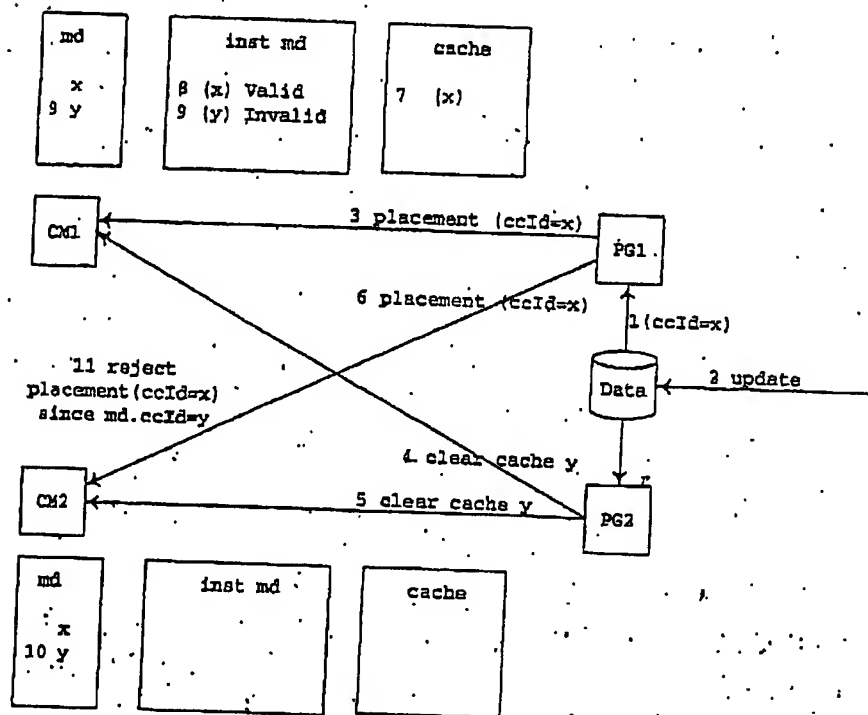 md
x
9 y
inst md
8 (x) Valid
9 (y) Invalid
cache
7 (x)
CM1
3 placement (ccId=x)
PG1
6 placement (ccId=x)
1(ccId=x)
11 reject
placement(ccId=x)
since md.ccId=y
Data
2 update
4 clear cache y
CM2
5 clear cache y
PG2
md
x
10 y
inst md
cache